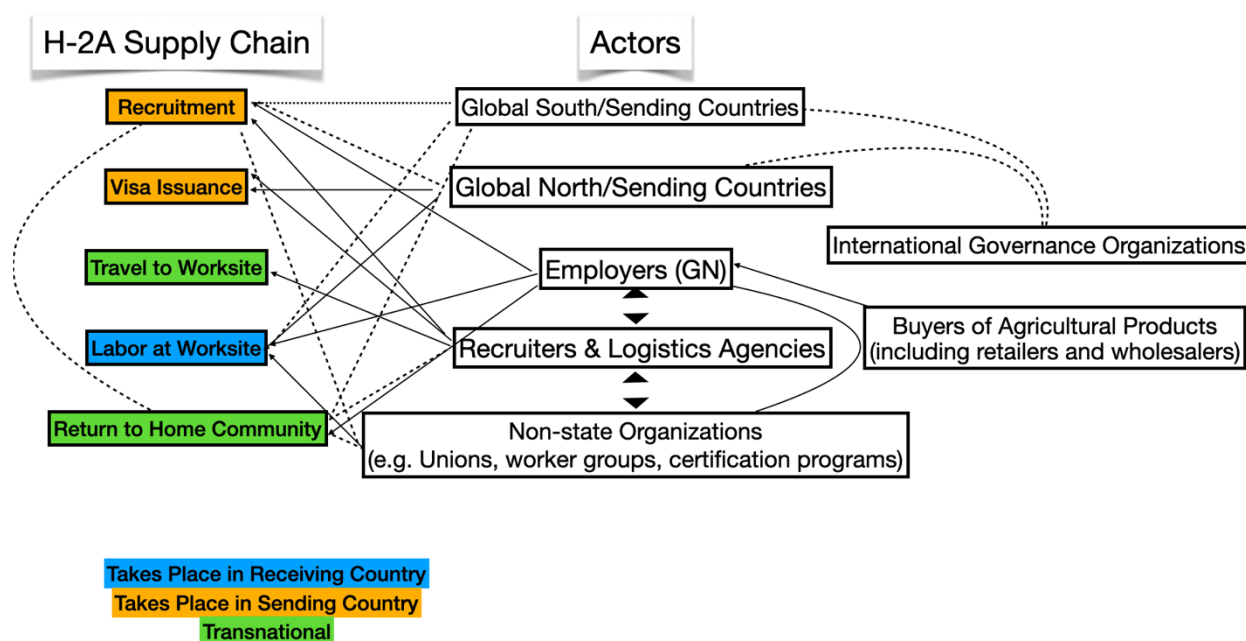 H-2A Supply Chain
Actors
Recruitment
Global South/Sending Countries
Visa Issuance
Global North/Sending Countries
International Governance Organizations
Travel to Worksite
Employers (GN)
Buyers of Agricultural Products
(including retailers and wholesalers)
Labor at Worksite
Recruiters & Logistics Agencies
Return to Home Community
Non-state Organizations
(e.g. Unions, worker groups, certification programs)
Takes Place in Receiving Country
Takes Place in Sending Country
Transnational